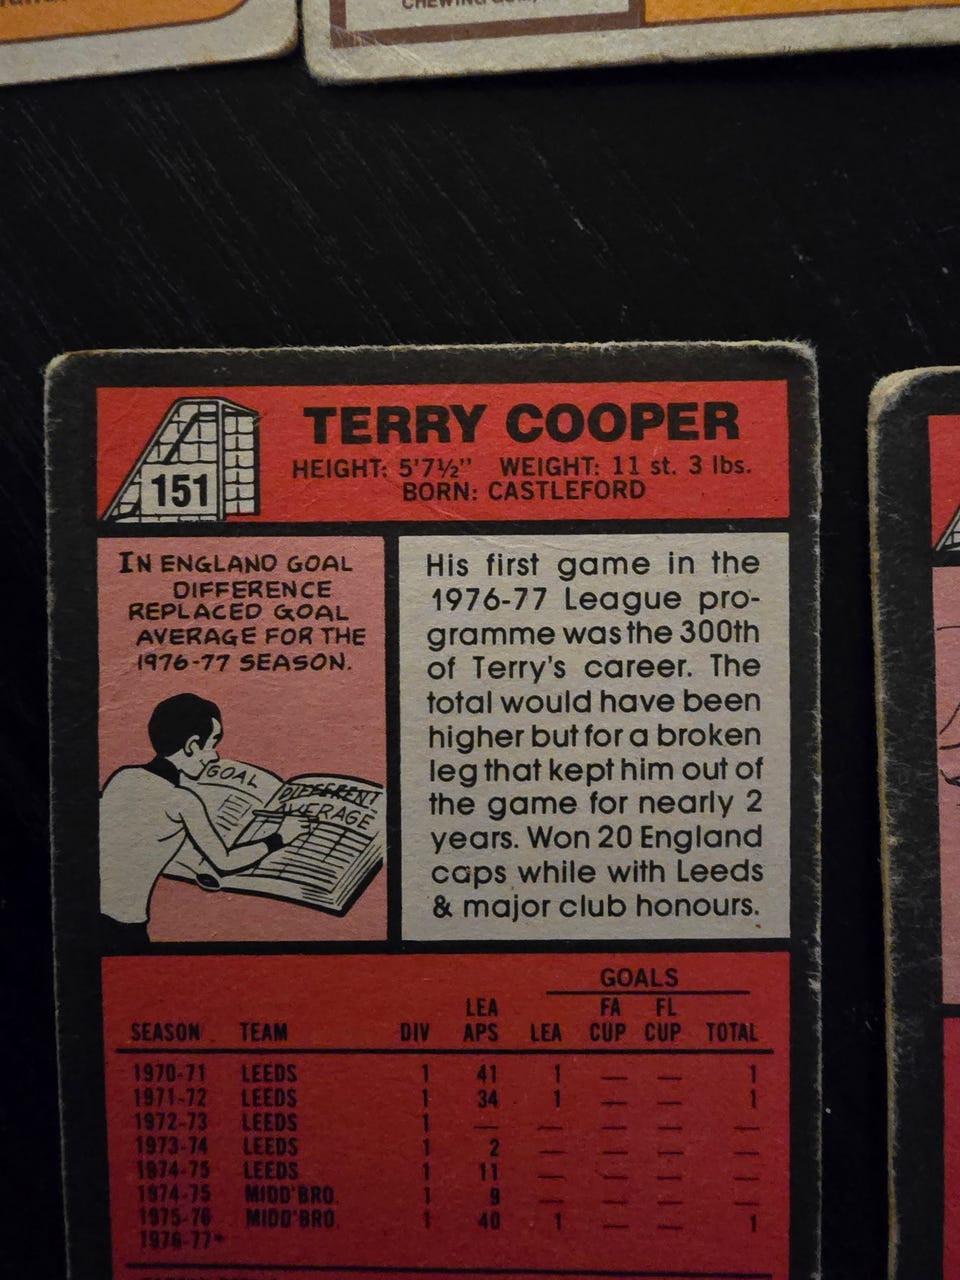 CHEWING GUM,
TERRY COOPER
HEIGHT: 5'7½" WEIGHT: 11 st. 3 lbs.
BORN: CASTLEFORD
151
IN ENGLAND GOAL
DIFFERENCE
REPLACED GOAL
AVERAGE FOR THE
1976-77 SEASON.
GOAL
DIFFERENT
AVERAGE
His first game in the
1976-77 League pro-
gramme was the 300th
of Terry's career. The
total would have been
higher but for a broken
leg that kept him out of
the game for nearly 2
years. Won 20 England
caps while with Leeds
& major club honours.
GOALS
LEA FA FL
SEASON TEAM DIV APS LEA CUP CUP TOTAL
1970-71 LEEDS 1 41 1 — — 1
1971-72 LEEDS 1 34 1 — — 1
1972-73 LEEDS 1 — — — — —
1973-74 LEEDS 1 2 — — — —
1974-75 LEEDS 1 11 — — — —
1974-75 MIDD'BRO. 1 9 — — — —
1975-76 MIDD'BRO. 1 40 1 — — 1
1976-77*